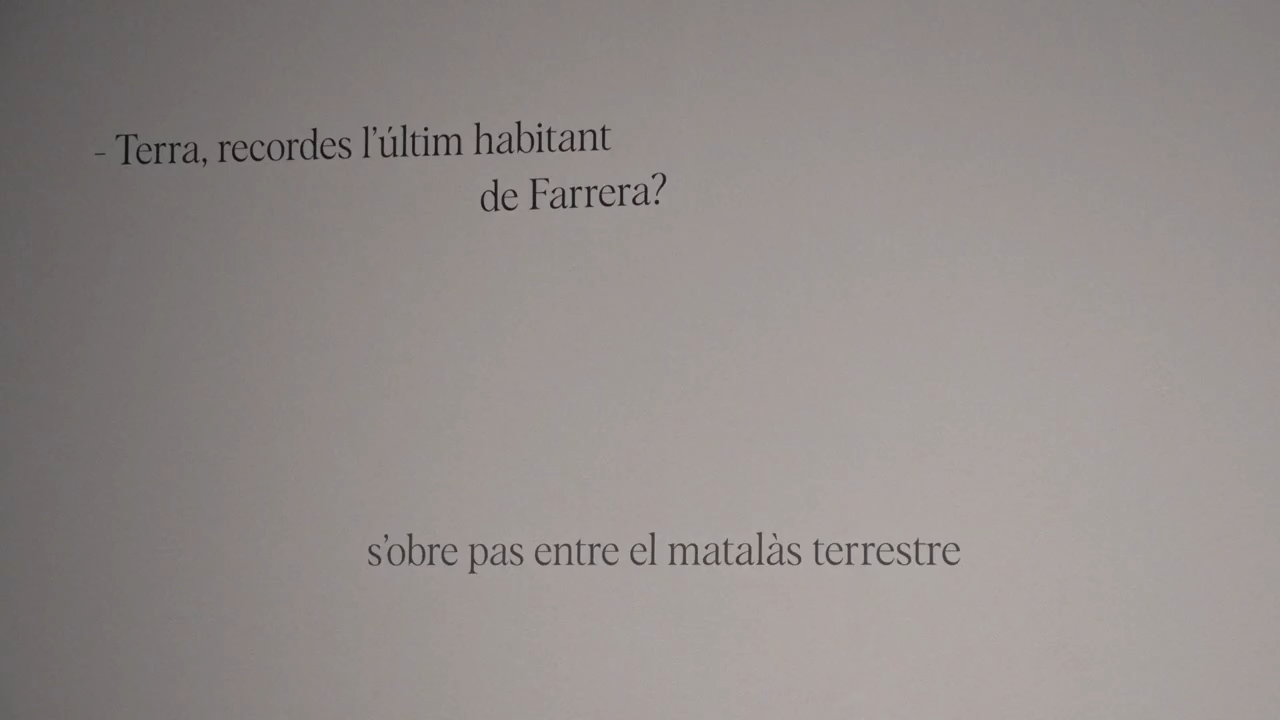 - Terra, recordes l'últim habitant
de Farrera?
s'obre pas entre el matalàs terrestre